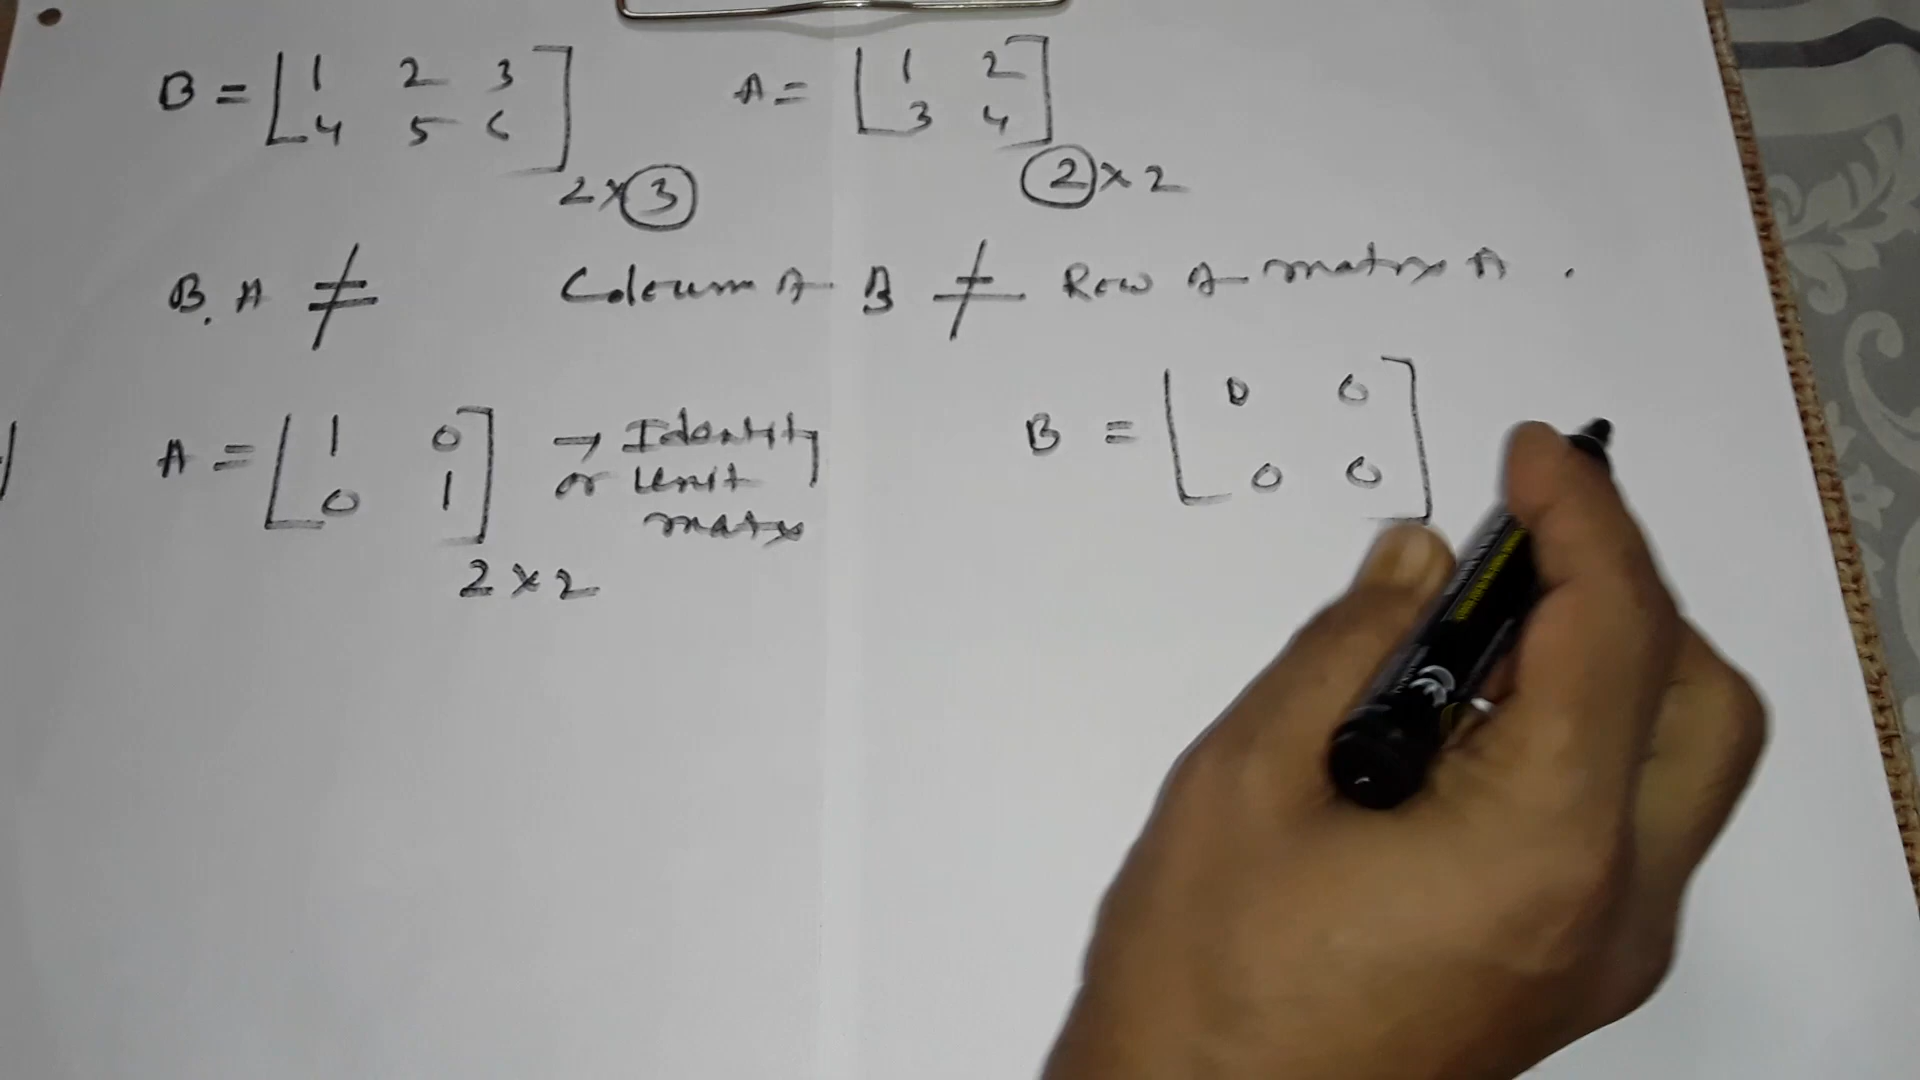 B = [ 1 2 3 A = [ 1 2
4 5 6 ] 2×3 3 4 ] 2×2
B. A ≠ Coloum of B ≠ Row of matrix A .
A = [ 1 0 → Identity B = [ 0 0
0 1 ] or Unit 0 0 ]
matrx
2×2